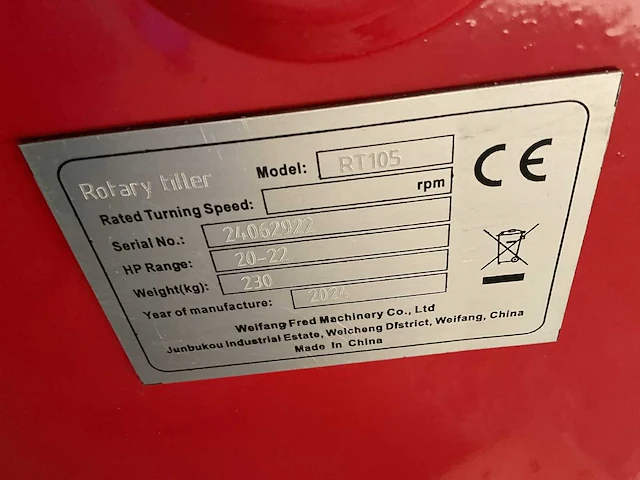 Rotary tiller
Model: RT105
Rated Turning Speed: rpm
Serial No.: 24062922
HP Range: 20-22
Weight(kg): 230
Year of manufacture: 2024
Weifang Fred Machinery Co., Ltd
Junbukou Industrial Estate, Weicheng District, Weifang, China
Made In China
CE